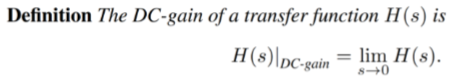 Definition The DC-gain of a transfer function H(s) is
H(s)|DC-gain = lim s→0 H(s).